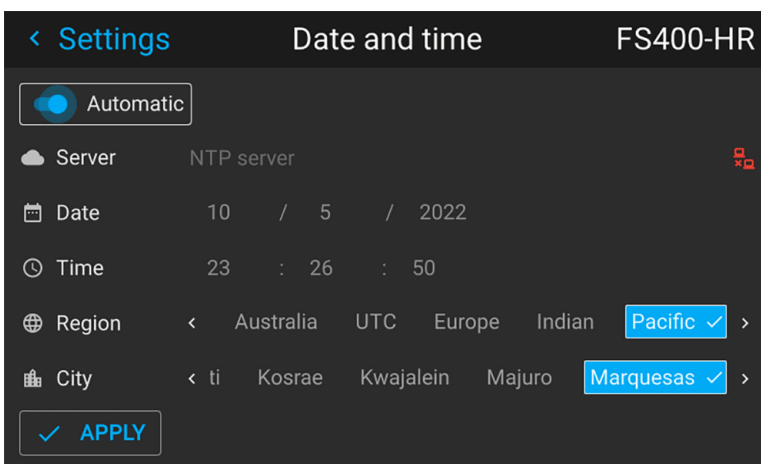 Settings Date and time FS400-HR
Automatic
Server NTP server
Date 10 / 5 / 2022
Time 23 : 26 : 50
Region Australia UTC Europe Indian Pacific
City ti Kosrae Kwajalein Majuro Marquesas
APPLY